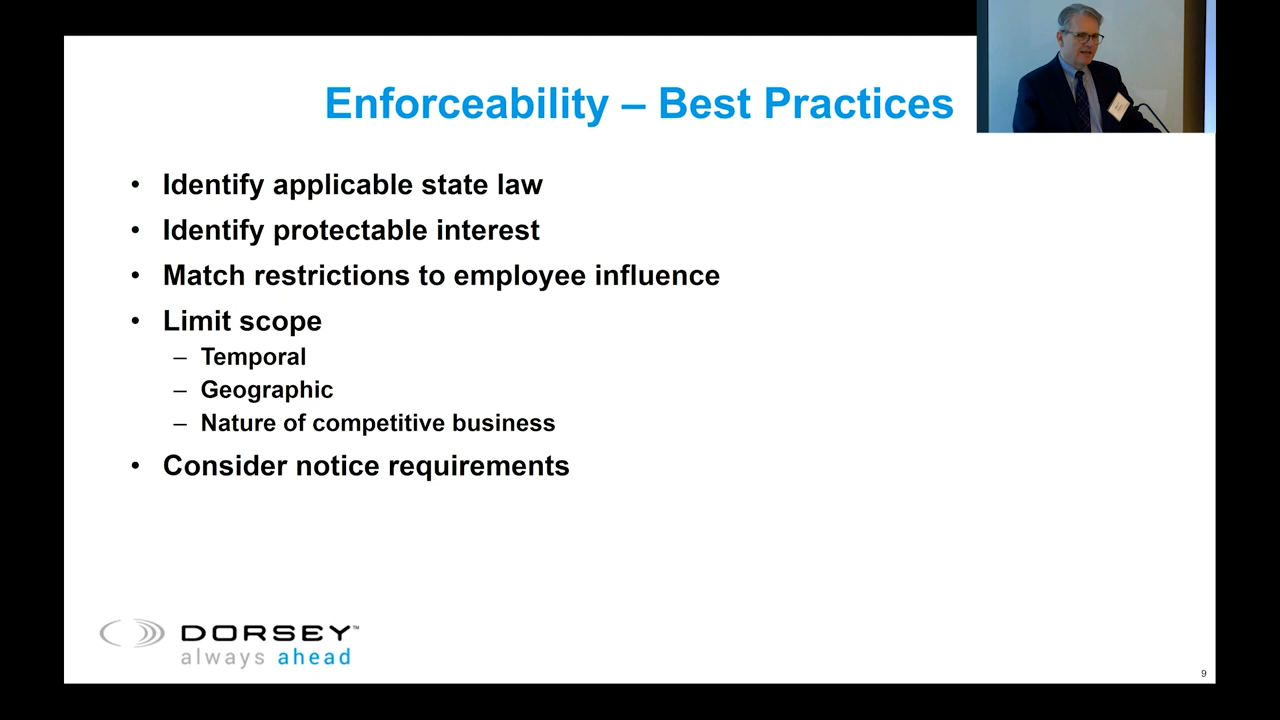 Enforceability – Best Practices
• Identify applicable state law
• Identify protectable interest
• Match restrictions to employee influence
• Limit scope
– Temporal
– Geographic
– Nature of competitive business
• Consider notice requirements
DORSEY™
always ahead
9